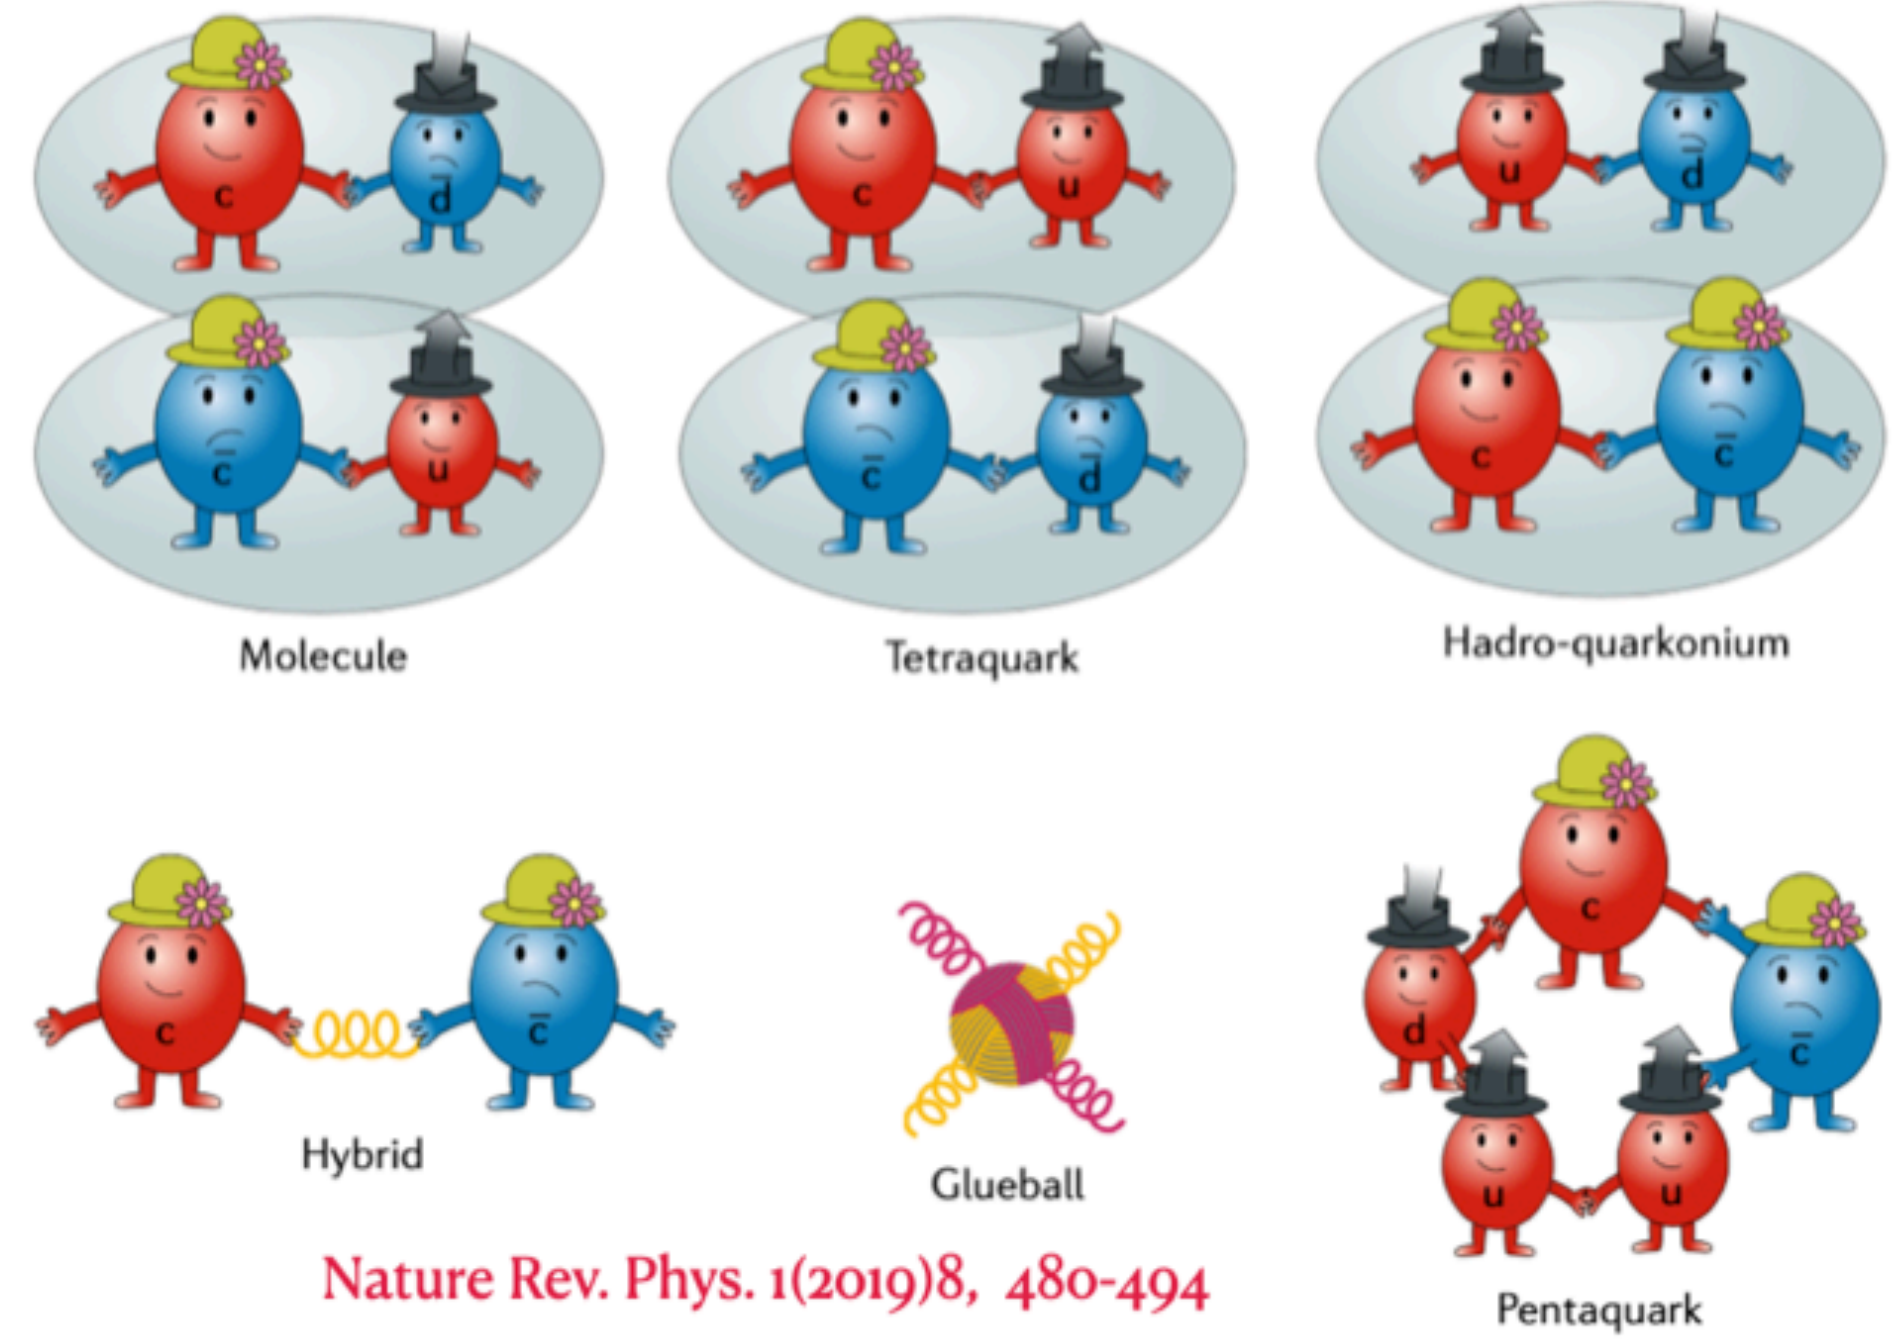 c d̄
c̄ u
Molecule
c u
c̄ d̄
Tetraquark
u d̄
c c̄
Hadro-quarkonium
c c̄
Hybrid
Glueball
c
d c̄
u u
Pentaquark
Nature Rev. Phys. 1(2019)8, 480-494